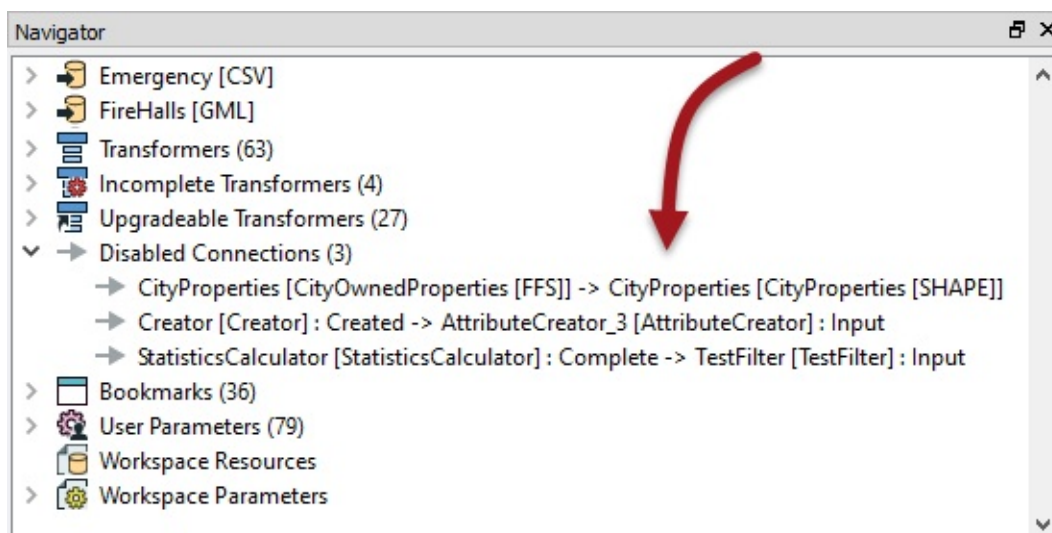 Navigator
Emergency [CSV]
FireHalls [GML]
Transformers (63)
Incomplete Transformers (4)
Upgradeable Transformers (27)
Disabled Connections (3)
CityProperties [CityOwnedProperties [FFS]] -> CityProperties [CityProperties [SHAPE]]
Creator [Creator] : Created -> AttributeCreator_3 [AttributeCreator] : Input
StatisticsCalculator [StatisticsCalculator] : Complete -> TestFilter [TestFilter] : Input
Bookmarks (36)
User Parameters (79)
Workspace Resources
Workspace Parameters